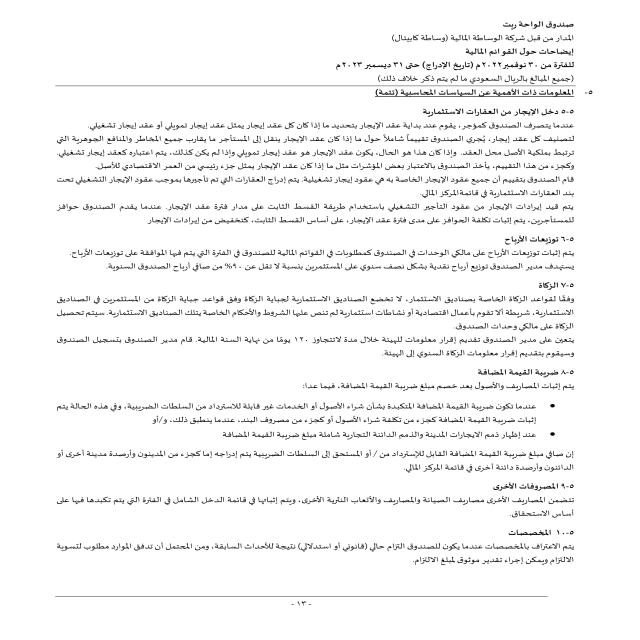 صندوق الواحة ريت
المدار من قبل شركة الوساطة المالية (وساطة كابيتال)
إيضاحات حول القوائم المالية
للفترة من ٣٠ نوفمبر ٢٠٢٢ م (تاريخ الإدراج) حتى ٣١ ديسمبر ٢٠٢٣ م
(جميع المبالغ بالريال السعودي ما لم يتم ذكر خلاف ذلك)
٥- المعلومات ذات الأهمية عن السياسات المحاسبية (تتمة)
٥-٥ دخل الإيجار من العقارات الاستثمارية
عندما يتصرف الصندوق كمؤجر، يقوم عند بداية عقد الإيجار بتحديد ما إذا كان كل عقد إيجار يمثل عقد إيجار تمويلي أو عقد إيجار تشغيلي.
لتصنيف كل عقد إيجار، يُجري الصندوق تقييماً شاملاً حول ما إذا كان عقد الإيجار ينقل إلى المستأجر ما يقارب جميع المخاطر والمنافع الجوهرية التي
ترتبط بملكية الأصل محل العقد. وإذا كان هذا هو الحال، يكون عقد الإيجار هو عقد إيجار تمويلي وإذا لم يكن كذلك، يتم اعتباره كعقد إيجار تشغيلي.
وكجزء من هذا التقييم، يأخذ الصندوق بالاعتبار بعض المؤشرات مثل ما إذا كان عقد الإيجار يمثل جزء رئيسي من العمر الاقتصادي للأصل.
قام الصندوق بتقييم أن جميع عقود الإيجار الخاصة به هي عقود إيجار تشغيلية. يتم إدراج العقارات التي تم تأجيرها بموجب عقود الإيجار التشغيلي تحت
بند العقارات الاستثمارية في قائمة المركز المالي.
يتم قيد إيرادات الإيجار من عقود التأجير التشغيلي باستخدام طريقة القسط الثابت على مدار فترة عقد الإيجار. عندما يقدم الصندوق حوافز
للمستأجرين، يتم إثبات تكلفة الحوافز على مدى فترة عقد الإيجار، على أساس القسط الثابت، كتخفيض من إيرادات الإيجار
٥-٦ توزيعات الأرباح
يتم إثبات توزيعات الأرباح على مالكي الوحدات في الصندوق كمطلوبات في القوائم المالية للصندوق في الفترة التي يتم فيها الموافقة على توزيعات الأرباح.
يستهدف مدير الصندوق توزيع أرباح نقدية بشكل نصف سنوي على المستثمرين بنسبة لا تقل عن ٩٠% من صافي أرباح الصندوق السنوية.
٥-٧ الزكاة
وفقًا لقواعد الزكاة الخاصة بصناديق الاستثمار، لا تخضع الصناديق الاستثمارية لجباية الزكاة وفق قواعد جباية الزكاة من المستثمرين في الصناديق
الاستثمارية، شريطة ألا تقوم بأعمال اقتصادية أو نشاطات استثمارية لم تنص عليها الشروط والأحكام الخاصة بتلك الصناديق الاستثمارية. سيتم تحصيل
الزكاة على مالكي وحدات الصندوق.
يتعين على مدير الصندوق تقديم إقرار معلومات للهيئة خلال مدة لاتتجاوز ١٢٠ يومًا من نهاية السنة المالية. قام مدير الصندوق بتسجيل الصندوق
وسيقوم بتقديم إقرار معلومات الزكاة السنوي إلى الهيئة.
٥-٨ ضريبة القيمة المضافة
يتم إثبات المصاريف والأصول بعد خصم مبلغ ضريبة القيمة المضافة، فيما عدا:
● عندما تكون ضريبة القيمة المضافة المتكبدة بشأن شراء الأصول أو الخدمات غير قابلة للاسترداد من السلطات الضريبية، وفي هذه الحالة يتم
إثبات ضريبة القيمة المضافة كجزء من تكلفة شراء الأصول أو كجزء من مصروف البند، عندما ينطبق ذلك، و/أو
● عند إظهار ذمم الايجارات المدينة والذمم الدائنة التجارية شاملة مبلغ ضريبة القيمة المضافة
إن صافي مبلغ ضريبة القيمة المضافة القابل للإسترداد من / أو المستحق إلى السلطات الضريبية يتم إدراجه إما كجزء من المدينون وأرصدة مدينة أخرى أو
الدائنون وأرصدة دائنة أخرى في قائمة المركز المالي.
٥-٩ المصروفات الأخرى
تتضمن المصاريف الأخرى مصاريف الصيانة والمصاريف والأتعاب النثرية الأخرى، ويتم إثباتها في قائمة الدخل الشامل في الفترة التي يتم تكبدها فيها على
أساس الاستحقاق.
٥-١٠ المخصصات
يتم الاعتراف بالمخصصات عندما يكون للصندوق التزام حالي (قانوني أو استدلالي) نتيجة للأحداث السابقة، ومن المحتمل أن تدفق الموارد مطلوب لتسوية
الالتزام ويمكن إجراء تقدير موثوق لمبلغ الالتزام.
- ١٣ -